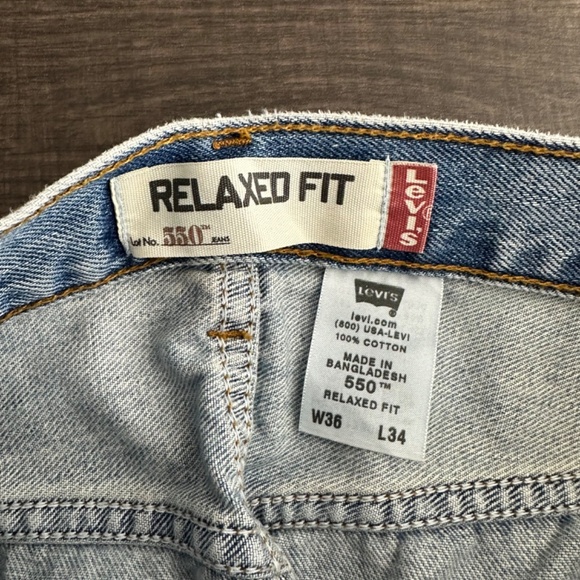 RELAXED FIT
Lot No. 550™ JEANS
LEVI'S
®
LEVI'S
levi.com
(800) USA-LEVI
100% COTTON
MADE IN
BANGLADESH
550™
RELAXED FIT
W36 L34